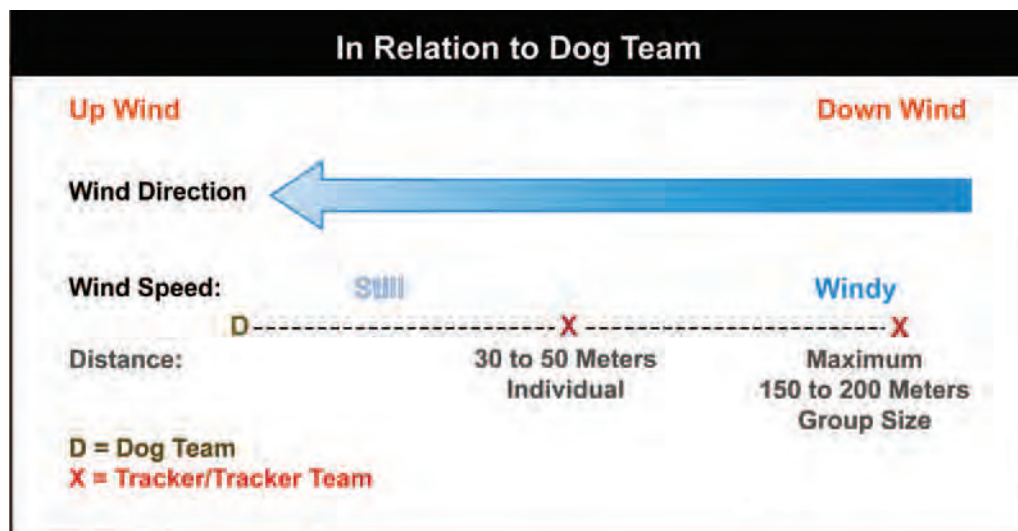 In Relation to Dog Team
Up Wind Down Wind
Wind Direction
Wind Speed: Still Windy
D X X
Distance: 30 to 50 Meters Maximum
Individual 150 to 200 Meters
Group Size
D = Dog Team
X = Tracker/Tracker Team